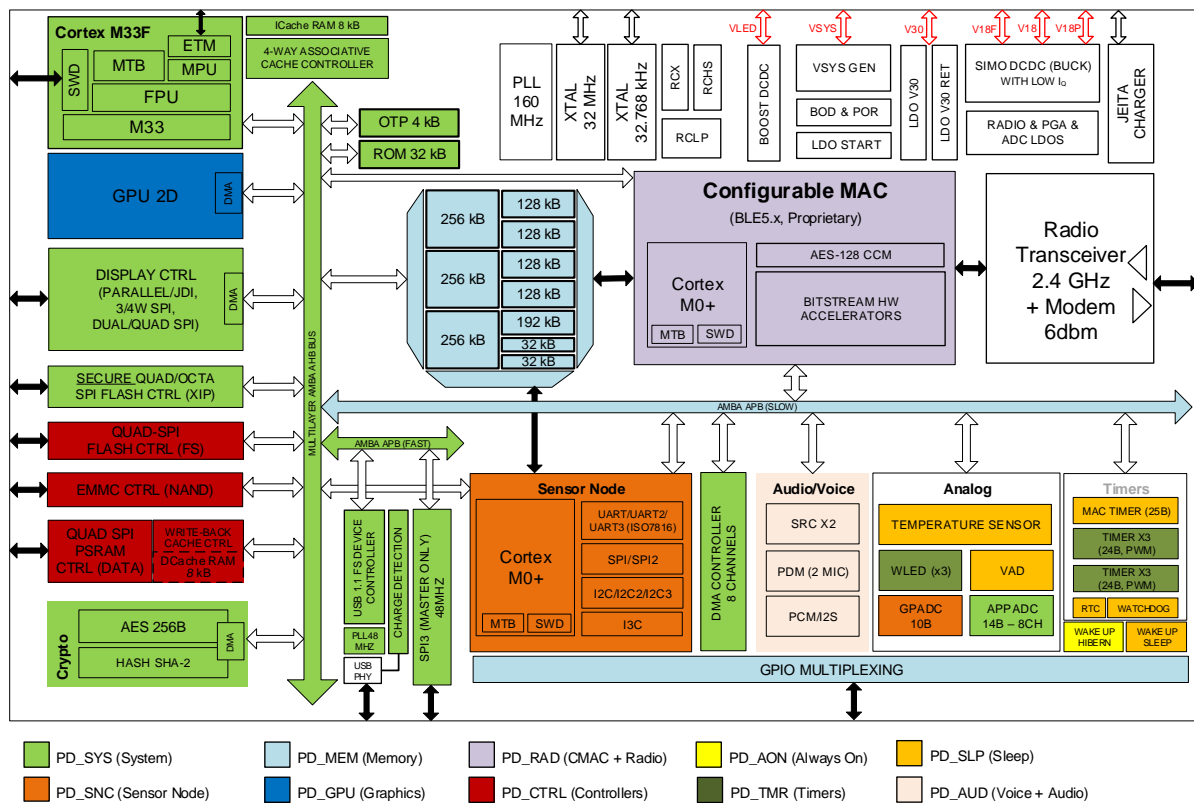 Cortex M33F
ETM
MTB
MPU
SWD
FPU
M33
ICache RAM 8 kB
4-WAY ASSOCIATIVE
CACHE CONTROLLER
OTP 4 kB
ROM 32 kB
PLL
160
MHz
XTAL
32 MHz
XTAL
32.768 kHz
RCX
RCHS
RCLP
VLED
BOOST DCDC
VSYS
VSYS GEN
BOD & POR
LDO START
V30
LDO V30
LDO V30 RET
V18F
V18
V18P
SIMO DCDC (BUCK)
WITH LOW IQ
RADIO & PGA &
ADC LDOS
JEITA
CHARGER
GPU 2D
DMA
DISPLAY CTRL
(PARALLEL/JDI,
3/4W SPI,
DUAL/QUAD SPI)
DMA
SECURE QUAD/OCTA
SPI FLASH CTRL (XIP)
QUAD-SPI
FLASH CTRL (FS)
EMMC CTRL (NAND)
QUAD SPI
PSRAM
CTRL (DATA)
WRITE-BACK
CACHE CTRL
DCache RAM
8 kB
Crypto
AES 256B
HASH SHA-2
DMA
MULTILAYER AMBA AHB BUS
256 kB
128 kB
128 kB
256 kB
128 kB
128 kB
256 kB
192 kB
32 kB
32 kB
Configurable MAC
(BLE5.x, Proprietary)
Cortex
M0+
MTB
SWD
AES-128 CCM
BITSTREAM HW
ACCELERATORS
Radio
Transceiver
2.4 GHz
+ Modem
6dbm
AMBA APB (SLOW)
AMBA APB (FAST)
USB 1.1 FS DEVICE
CONTROLLER
PLL48
MHZ
USB
PHY
CHARGE DETECTION
SPI3 (MASTER ONLY)
48MHZ
Sensor Node
Cortex
M0+
MTB
SWD
UART/UART2/
UART3 (ISO7816)
SPI/SPI2
I2C/I2C2/I2C3
I3C
DMA CONTROLLER
8 CHANNELS
Audio/Voice
SRC X2
PDM (2 MIC)
PCM/I2S
Analog
TEMPERATURE SENSOR
WLED (x3)
VAD
GPADC
10B
APP ADC
14B – 8CH
Timers
MAC TIMER (25B)
TIMER X3
(24B, PWM)
TIMER X3
(24B, PWM)
RTC
WATCHDOG
WAKE UP
HIBERN
WAKE UP
SLEEP
GPIO MULTIPLEXING
PD_SYS (System)
PD_MEM (Memory)
PD_RAD (CMAC + Radio)
PD_AON (Always On)
PD_SLP (Sleep)
PD_SNC (Sensor Node)
PD_GPU (Graphics)
PD_CTRL (Controllers)
PD_TMR (Timers)
PD_AUD (Voice + Audio)